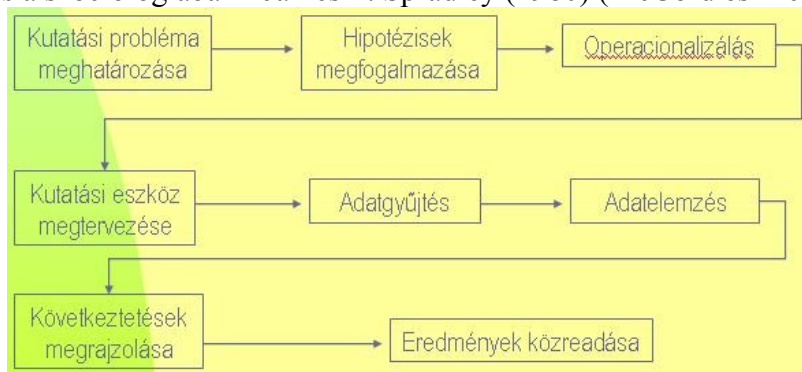 Kutatási probléma
meghatározása
Hipotézisek
megfogalmazása
Operacionalizálás
Kutatási eszköz
megtervezése
Adatgyűjtés
Adatelemzés
Következtetések
megrajzolása
Eredmények közreadása